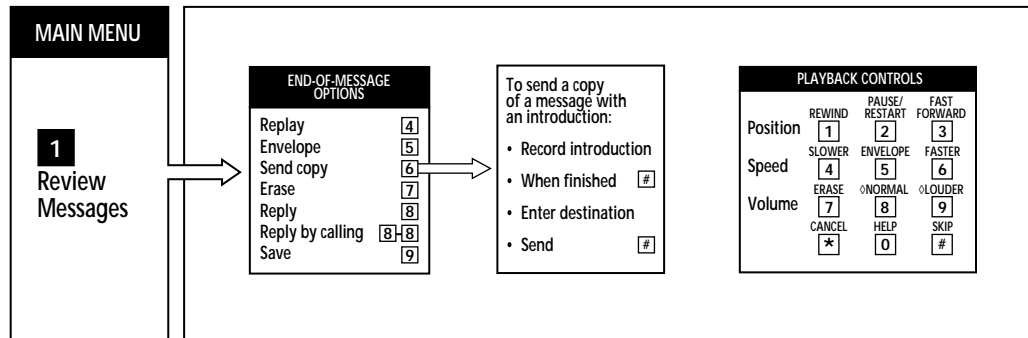 MAIN MENU
1
Review
Messages
END-OF-MESSAGE
OPTIONS
Replay 4
Envelope 5
Send copy 6
Erase 7
Reply 8
Reply by calling 8-8
Save 9
To send a copy
of a message with
an introduction:
• Record introduction
• When finished #
• Enter destination
• Send #
PLAYBACK CONTROLS
REWIND PAUSE/RESTART FAST FORWARD
Position 1 2 3
SLOWER ENVELOPE FASTER
Speed 4 5 6
ERASE ◊NORMAL ◊LOUDER
Volume 7 8 9
CANCEL HELP SKIP
* 0 #